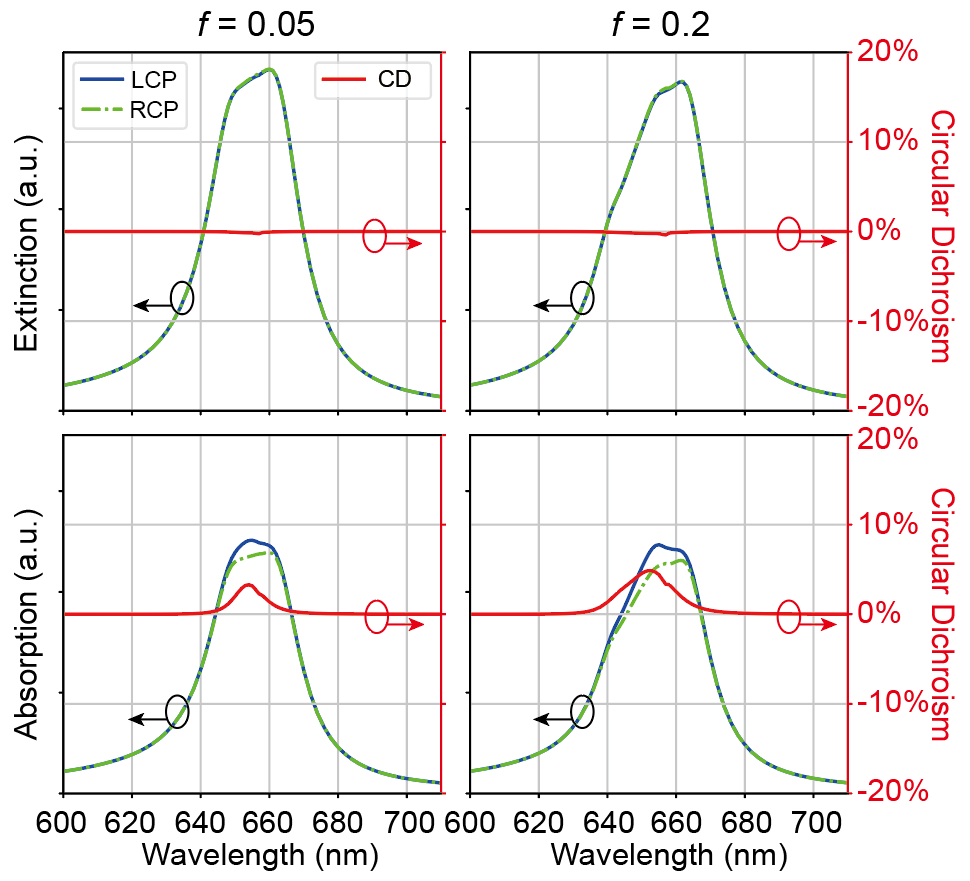 f = 0.05
f = 0.2
LCP
RCP
CD
20%
10%
0%
-10%
-20%
Extinction (a.u.)
Circular Dichroism
20%
10%
0%
-10%
-20%
Absorption (a.u.)
Circular Dichroism
600 620 640 660 680 700
600 620 640 660 680 700
Wavelength (nm)
Wavelength (nm)